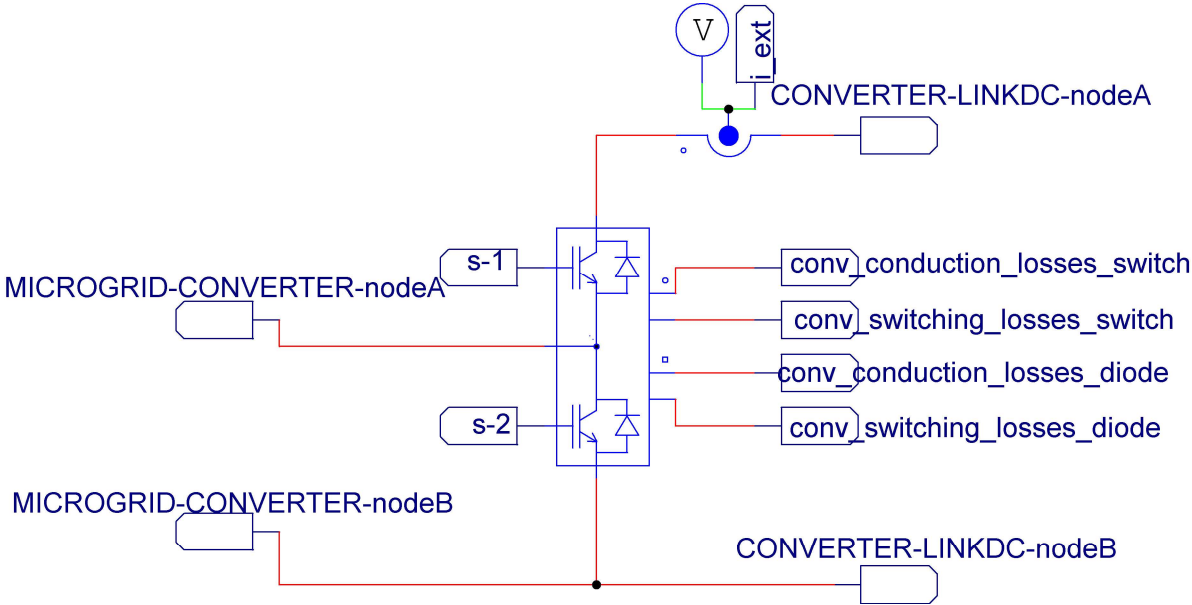 V
i_ext
CONVERTER-LINKDC-nodeA
s-1
conv_conduction_losses_switch
MICROGRID-CONVERTER-nodeA
conv_switching_losses_switch
conv_conduction_losses_diode
s-2
conv_switching_losses_diode
MICROGRID-CONVERTER-nodeB
CONVERTER-LINKDC-nodeB